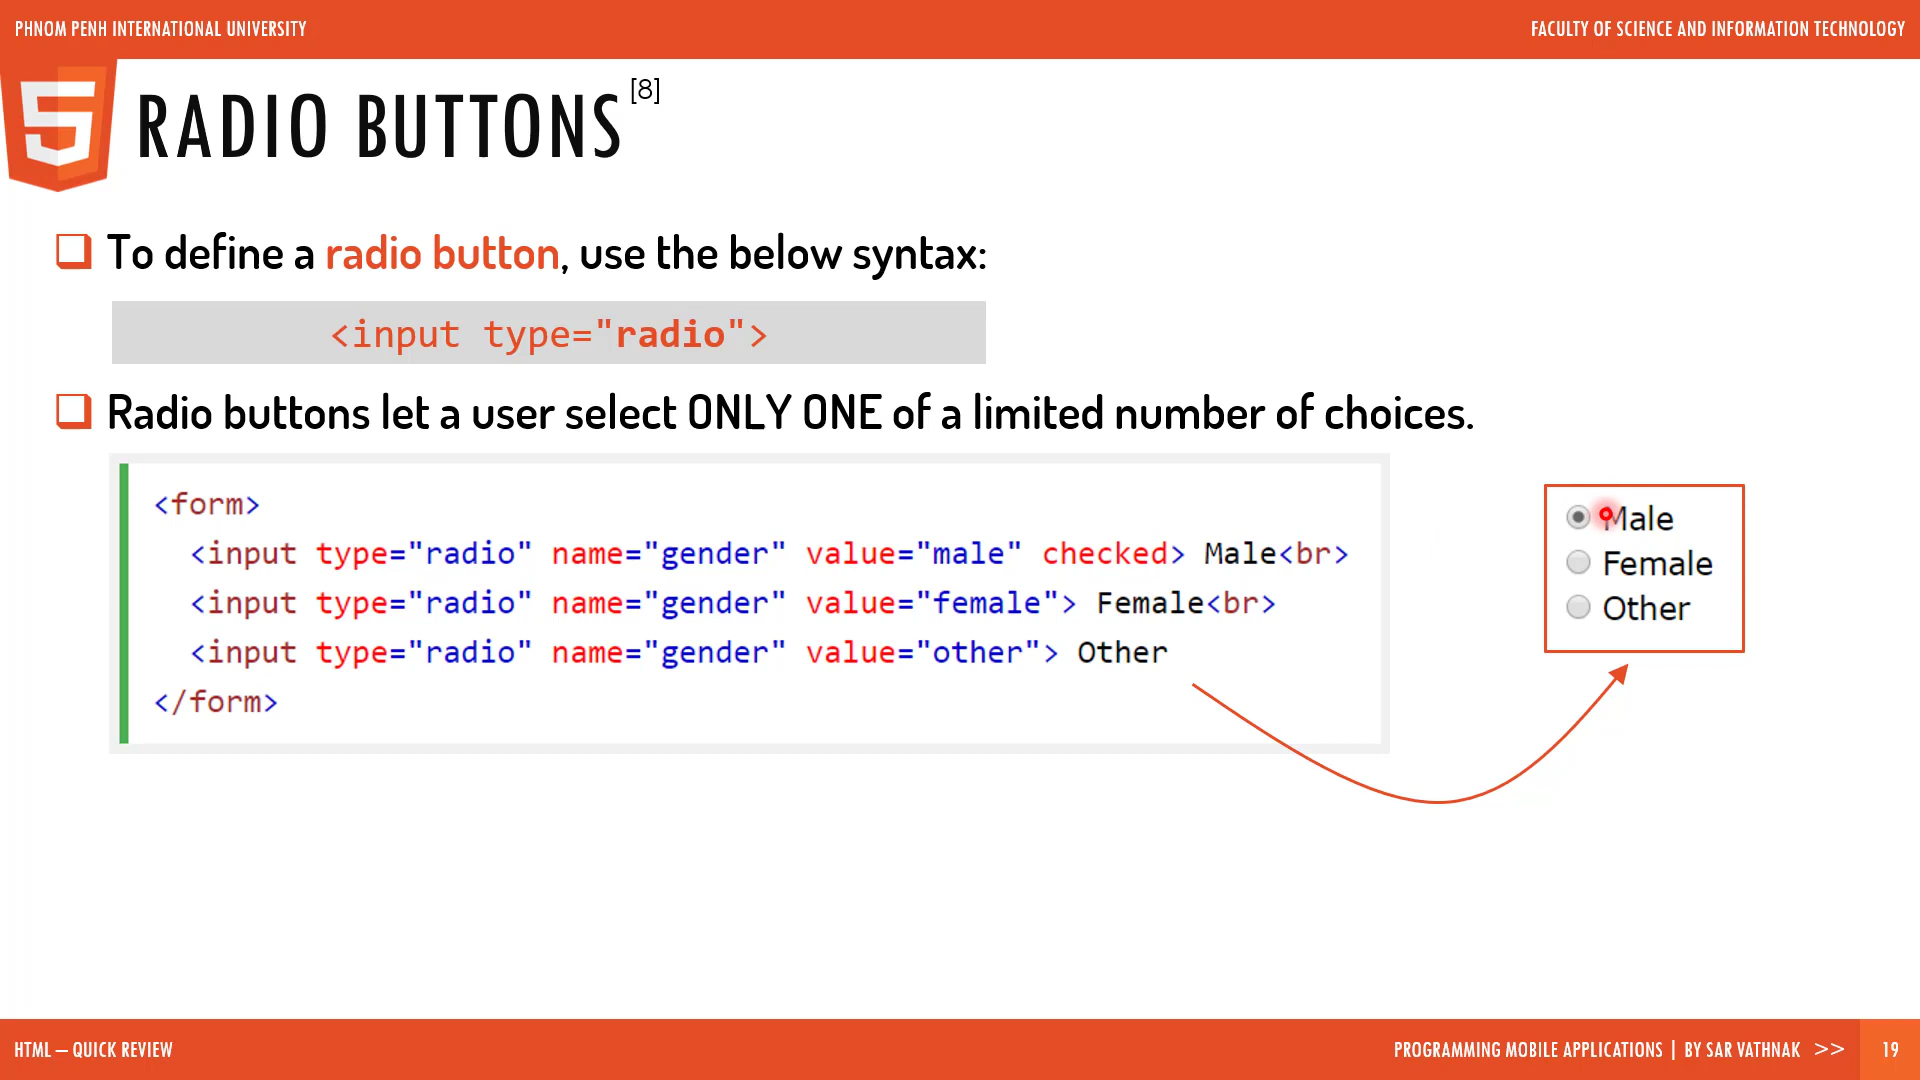 PHNOM PENH INTERNATIONAL UNIVERSITY
FACULTY OF SCIENCE AND INFORMATION TECHNOLOGY
RADIO BUTTONS [8]
To define a radio button, use the below syntax:
<input type="radio">
Radio buttons let a user select ONLY ONE of a limited number of choices.
<form>
<input type="radio" name="gender" value="male" checked> Male<br>
<input type="radio" name="gender" value="female"> Female<br>
<input type="radio" name="gender" value="other"> Other
</form>
Male
Female
Other
HTML – QUICK REVIEW
PROGRAMMING MOBILE APPLICATIONS | BY SAR VATHNAK >> 19